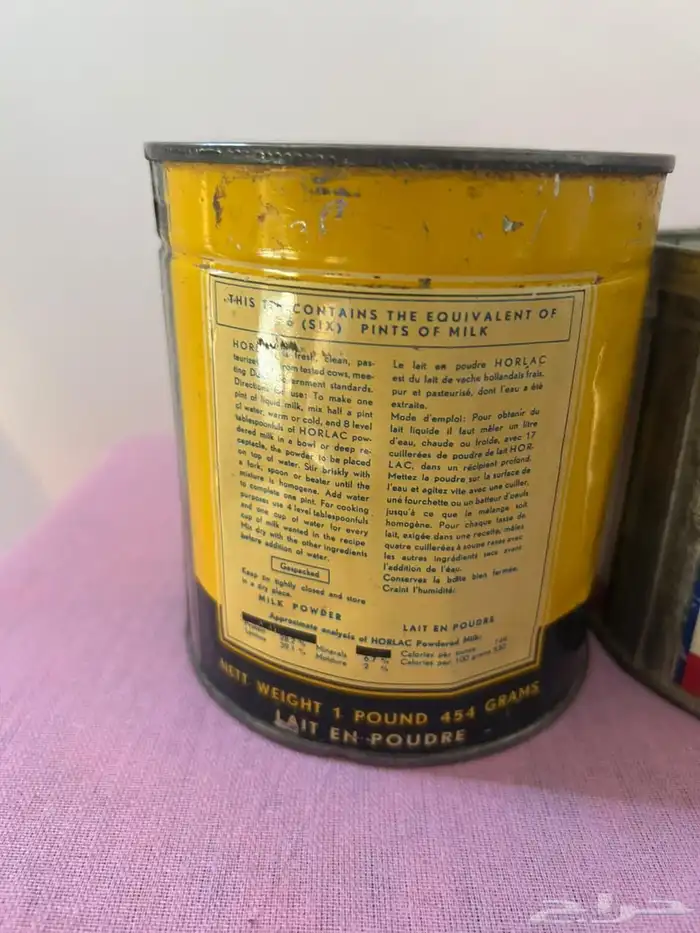 THIS TIN CONTAINS THE EQUIVALENT OF
6 (SIX) PINTS OF MILK
fresh, clean, pas-
from tested cows, mee-
ting standards.
use: To make one
pint of liquid milk, mix half a pint
of water, warm or cold, and 8 level
tablespoonfuls of HORLAC pow-
dered milk in a bowl or deep re-
ceptacle, the powder to be placed
on top of water. Stir briskly with
a fork, spoon or beater until the
mixture is homogene. Add water
to complete one pint. For cooking
purposes use 4 level tablespoonfuls
and one cup of water for every
cup of milk wanted in the recipe
Mix dry with the other ingredients
before addition of water.
Gaspacked
Keep tin tightly closed and store
in a dry place.
MILK POWDER
Le lait en poudre HORLAC
est du lait de vache hollandais frais,
pur et pasteurisé, dont l'eau a été
extraite.
Mode d'emploi: Pour obtenir du
lait liquide il faut mêler un litre
d'eau, chaude ou froide, avec 17
cuillerées de poudre de lait HOR-
LAC, dans un récipient profond.
Mettez la poudre sur la surface de
l'eau et agitez vite avec une cuiller,
une fourchette ou un batteur d'oeufs
jusqu'à ce que la mélange soit
homogène. Pour chaque tasse de
lait, exigée dans une recette, mêlez
quatre cuillerées à soupe rases avec
les autres ingrédients secs avant
l'addition de l'eau.
Conservez la boîte bien fermée.
Craint l'humidité.
LAIT EN POUDRE
Approximate analysis of HORLAC Powdered Milk:
Minerals 6.7 % Calories per ounce
Moisture 2 % Calories per 100 grams
NETT WEIGHT 1 POUND 454 GRAMS
LAIT EN POUDRE
حراج